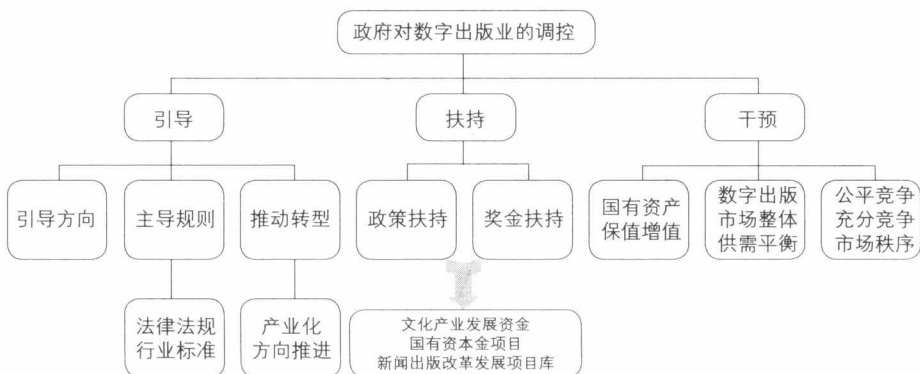 政府对数字出版业的调控
引导
扶持
干预
引导方向
主导规则
推动转型
政策扶持
奖金扶持
国有资产
保值增值
数字出版
市场整体
供需平衡
公平竞争
充分竞争
市场秩序
法律法规
行业标准
产业化
方向推进
文化产业发展资金
国有资本金项目
新闻出版改革发展项目库